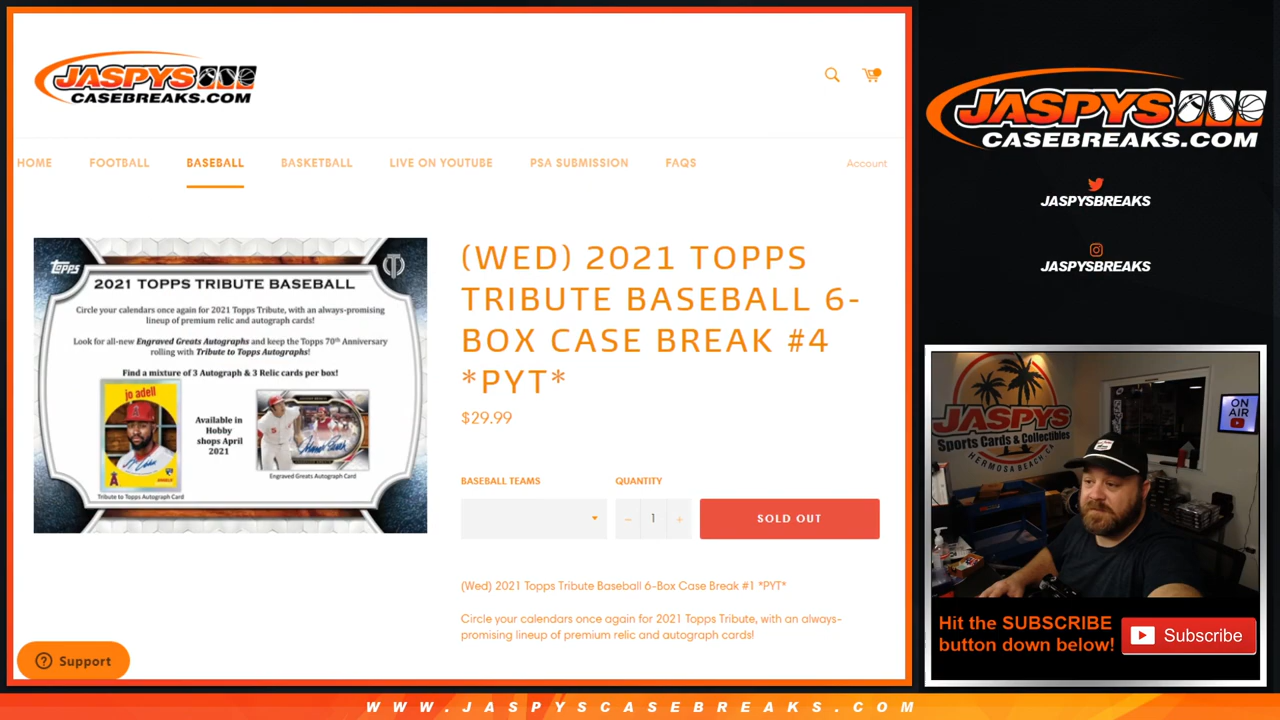 JASPYS
CASEBREAKS.COM
HOME FOOTBALL BASEBALL BASKETBALL LIVE ON YOUTUBE PSA SUBMISSION FAQS Account
Topps
2021 TOPPS TRIBUTE BASEBALL
Circle your calendars once again for 2021 Topps Tribute, with an always-promising
lineup of premium relic and autograph cards!
Look for all-new Engraved Greats Autographs and keep the Topps 70th Anniversary
rolling with Tribute to Topps Autographs!
Find a mixture of 3 Autograph & 3 Relic cards per box!
jo adell
Available in
Hobby
shops April
2021
ANGELS
Tribute to Topps Autograph Card
Engraved Greats Autograph Card
(WED) 2021 TOPPS
TRIBUTE BASEBALL 6-
BOX CASE BREAK #4
*PYT*
$29.99
BASEBALL TEAMS QUANTITY
1
SOLD OUT
(Wed) 2021 Topps Tribute Baseball 6-Box Case Break #1 *PYT*
Circle your calendars once again for 2021 Topps Tribute, with an always-
promising lineup of premium relic and autograph cards!
Support
JASPYS
CASEBREAKS.COM
JASPYSBREAKS
JASPYSBREAKS
JASPYS
Sports Cards & Collectibles
HERMOSA BEACH, CA
ON
AIR
Hit the SUBSCRIBE
button down below!
Subscribe
WWW.JASPYSCASEBREAKS.COM